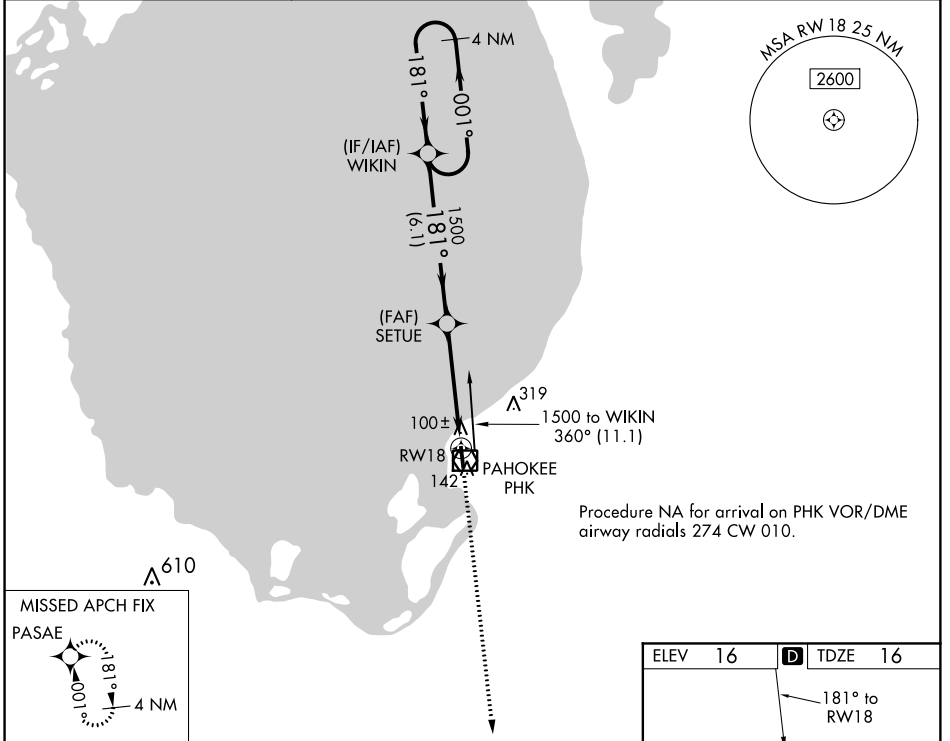 MSA RW 18 25 NM
2600
4 NM
181°
001°
(IF/IAF)
WIKIN
1500
181°
(6.1)
(FAF)
SETUE
319
100±
1500 to WIKIN
360° (11.1)
RW18
142
PAHOKEE
PHK
Procedure NA for arrival on PHK VOR/DME
airway radials 274 CW 010.
610
MISSED APCH FIX
PASAE
181°
001°
4 NM
ELEV 16 D TDZE 16
181° to
RW18